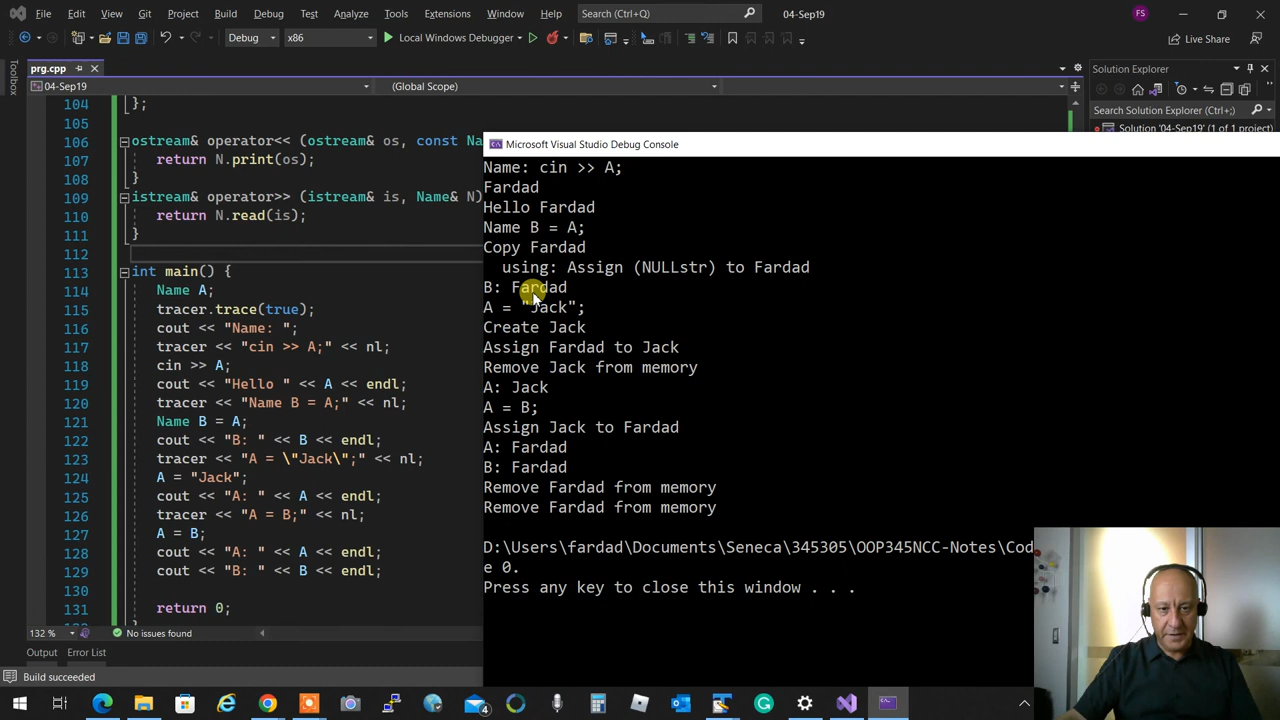 File Edit View Git Project Build Debug Test Analyze Tools Extensions Window Help Search (Ctrl+Q) 04-Sep19 FS
Debug x86 Local Windows Debugger Live Share
Toolbox
prg.cpp
04-Sep19 (Global Scope)
Solution Explorer
Search Solution Explorer (Ctrl+;)
Solution '04-Sep19' (1 of 1 project)
104 };
105
106 ostream& operator<< (ostream& os, const Na
107 return N.print(os);
108 }
109 istream& operator>> (istream& is, Name& N)
110 return N.read(is);
111 }
112
113 int main() {
114 Name A;
115 tracer.trace(true);
116 cout << "Name: ";
117 tracer << "cin >> A;" << nl;
118 cin >> A;
119 cout << "Hello " << A << endl;
120 tracer << "Name B = A;" << nl;
121 Name B = A;
122 cout << "B: " << B << endl;
123 tracer << "A = \"Jack\";" << nl;
124 A = "Jack";
125 cout << "A: " << A << endl;
126 tracer << "A = B;" << nl;
127 A = B;
128 cout << "A: " << A << endl;
129 cout << "B: " << B << endl;
130
131 return 0;
132 % No issues found
Output Error List
Build succeeded
Microsoft Visual Studio Debug Console
Name: cin >> A;
Fardad
Hello Fardad
Name B = A;
Copy Fardad
using: Assign (NULLstr) to Fardad
B: Fardad
A = "Jack";
Create Jack
Assign Fardad to Jack
Remove Jack from memory
A: Jack
A = B;
Assign Jack to Fardad
A: Fardad
B: Fardad
Remove Fardad from memory
Remove Fardad from memory
D:\Users\fardad\Documents\Seneca\345305\OOP345NCC-Notes\Cod
e 0.
Press any key to close this window . . .
4